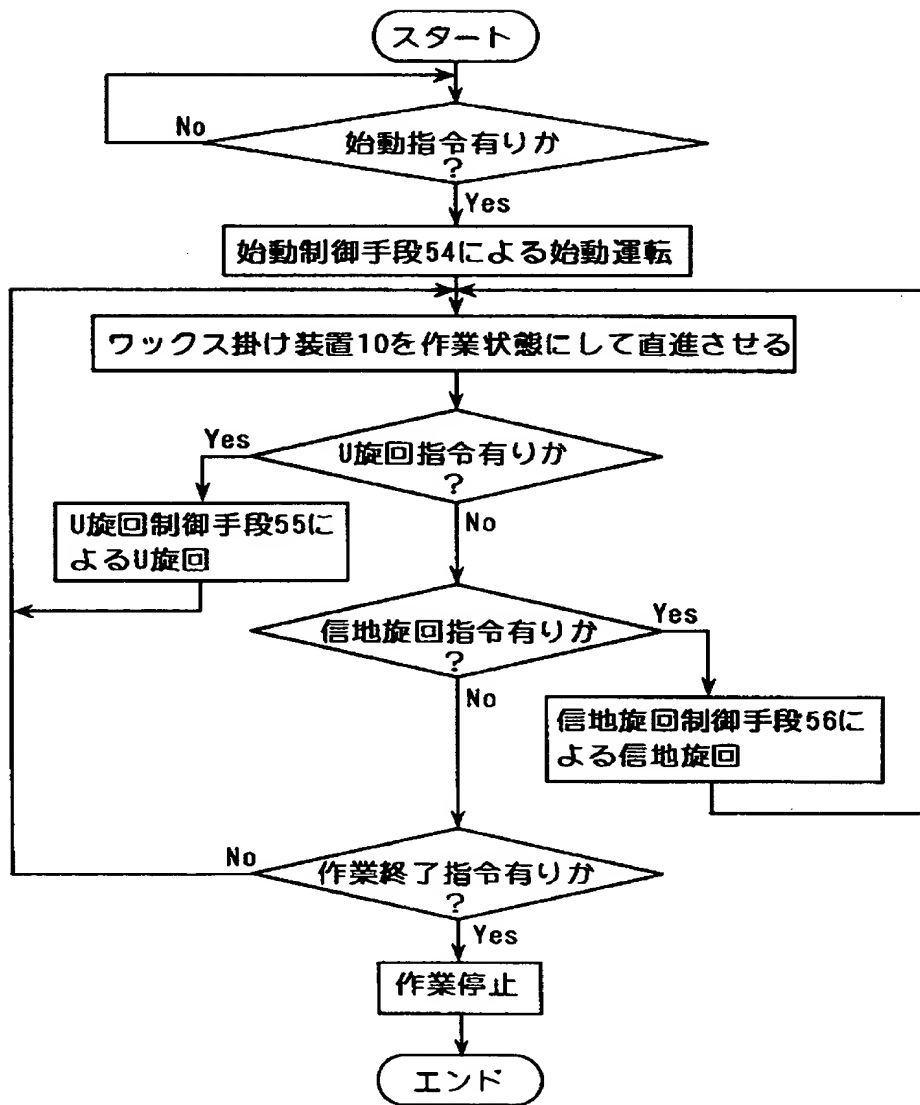 スタート
No
始動指令有りか
?
Yes
始動制御手段54による始動運転
ワックス掛け装置10を作業状態にして直進させる
Yes
U旋回指令有りか
?
U旋回制御手段55に
よるU旋回
No
信地旋回指令有りか
?
Yes
No
信地旋回制御手段56に
よる信地旋回
No
作業終了指令有りか
?
Yes
作業停止
エンド